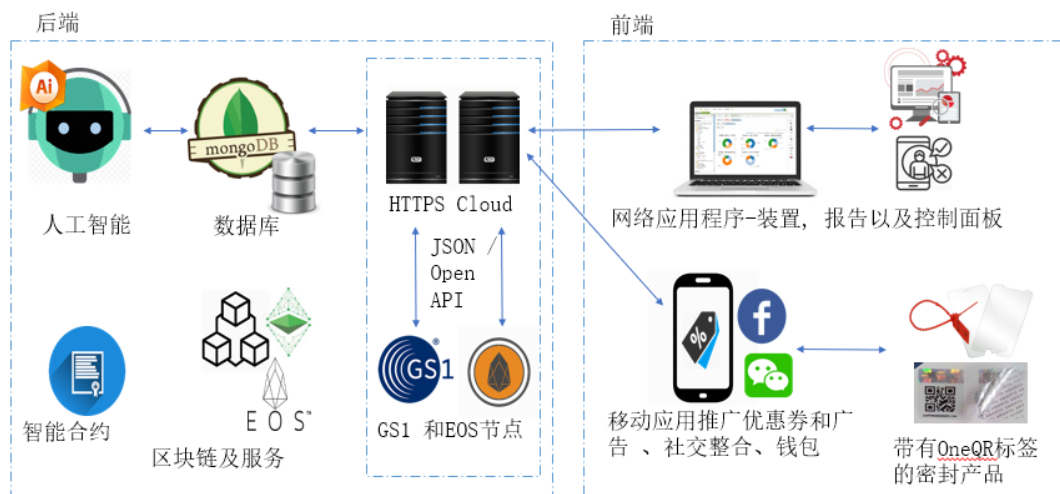 后端
前端
Ai
mongoDB
人工智能
数据库
HTTPS Cloud
JSON /
Open
API
网络应用程序-装置, 报告以及控制面板
%
f
GS1®
EOS™
智能合约
区块链及服务
GS1 和EOS节点
移动应用推广优惠券和广
告 、社交整合、钱包
带有OneQR标签
的密封产品